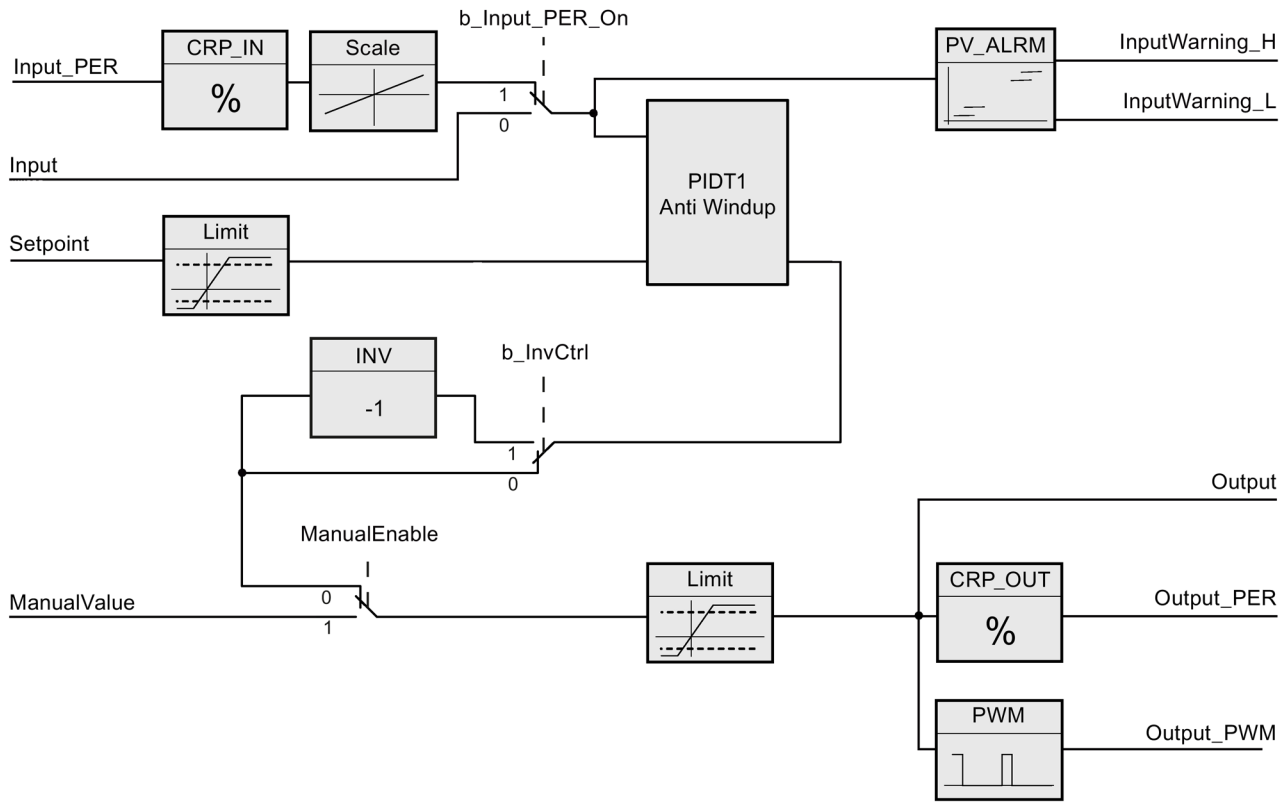 b_Input_PER_On
Input_PER
CRP_IN
%
Scale
1
0
PV_ALRM
InputWarning_H
InputWarning_L
Input
PIDT1
Anti Windup
Setpoint
Limit
INV
-1
b_InvCtrl
1
0
Output
ManualEnable
ManualValue
0
1
Limit
CRP_OUT
%
Output_PER
PWM
Output_PWM